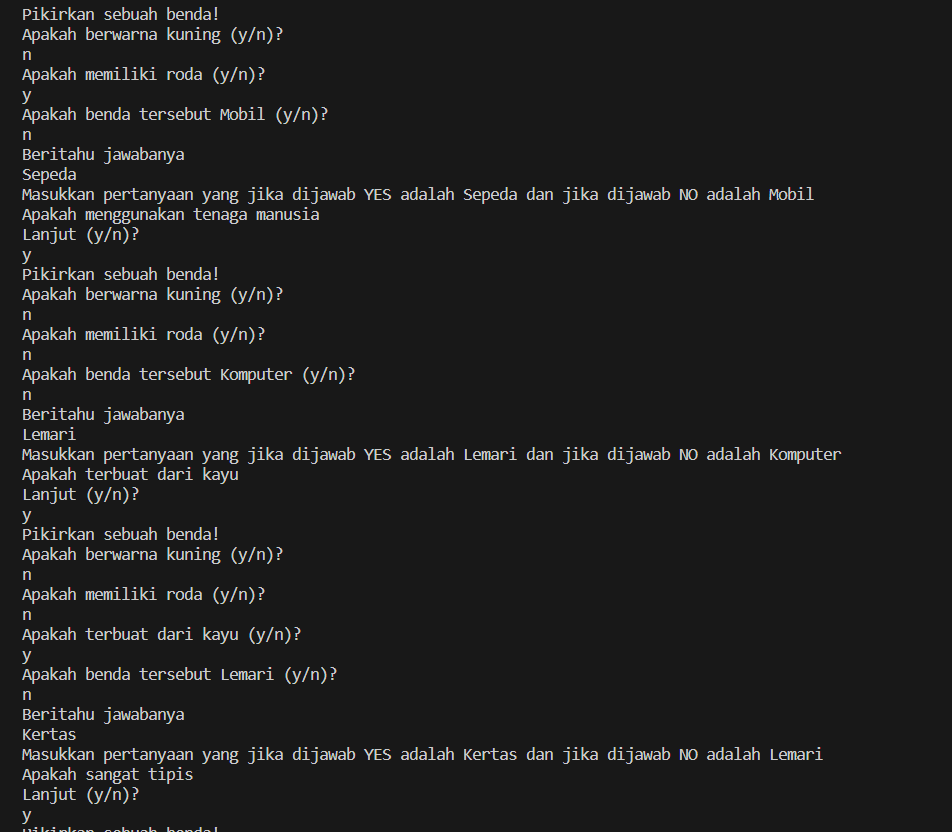 Pikirkan sebuah benda!
Apakah berwarna kuning (y/n)?
n
Apakah memiliki roda (y/n)?
y
Apakah benda tersebut Mobil (y/n)?
n
Beritahu jawabanya
Sepeda
Masukkan pertanyaan yang jika dijawab YES adalah Sepeda dan jika dijawab NO adalah Mobil
Apakah menggunakan tenaga manusia
Lanjut (y/n)?
y
Pikirkan sebuah benda!
Apakah berwarna kuning (y/n)?
n
Apakah memiliki roda (y/n)?
n
Apakah benda tersebut Komputer (y/n)?
n
Beritahu jawabanya
Lemari
Masukkan pertanyaan yang jika dijawab YES adalah Lemari dan jika dijawab NO adalah Komputer
Apakah terbuat dari kayu
Lanjut (y/n)?
y
Pikirkan sebuah benda!
Apakah berwarna kuning (y/n)?
n
Apakah memiliki roda (y/n)?
n
Apakah terbuat dari kayu (y/n)?
y
Apakah benda tersebut Lemari (y/n)?
n
Beritahu jawabanya
Kertas
Masukkan pertanyaan yang jika dijawab YES adalah Kertas dan jika dijawab NO adalah Lemari
Apakah sangat tipis
Lanjut (y/n)?
y
Pikirkan sebuah benda!